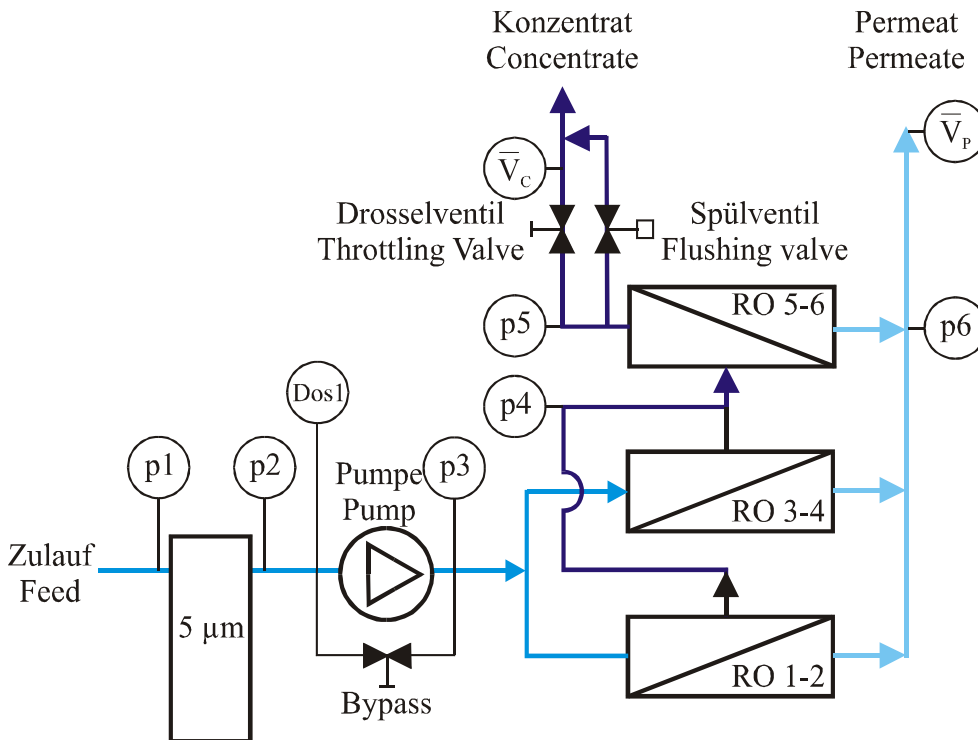 Konzentrat
Concentrate
Permeat
Permeate
V̅C
V̅P
Drosselventil
Throttling Valve
Spülventil
Flushing valve
p5
RO 5-6
p6
Dos1
p4
p1
p2
Pumpe
Pump
p3
RO 3-4
Zulauf
Feed
5 µm
Bypass
RO 1-2